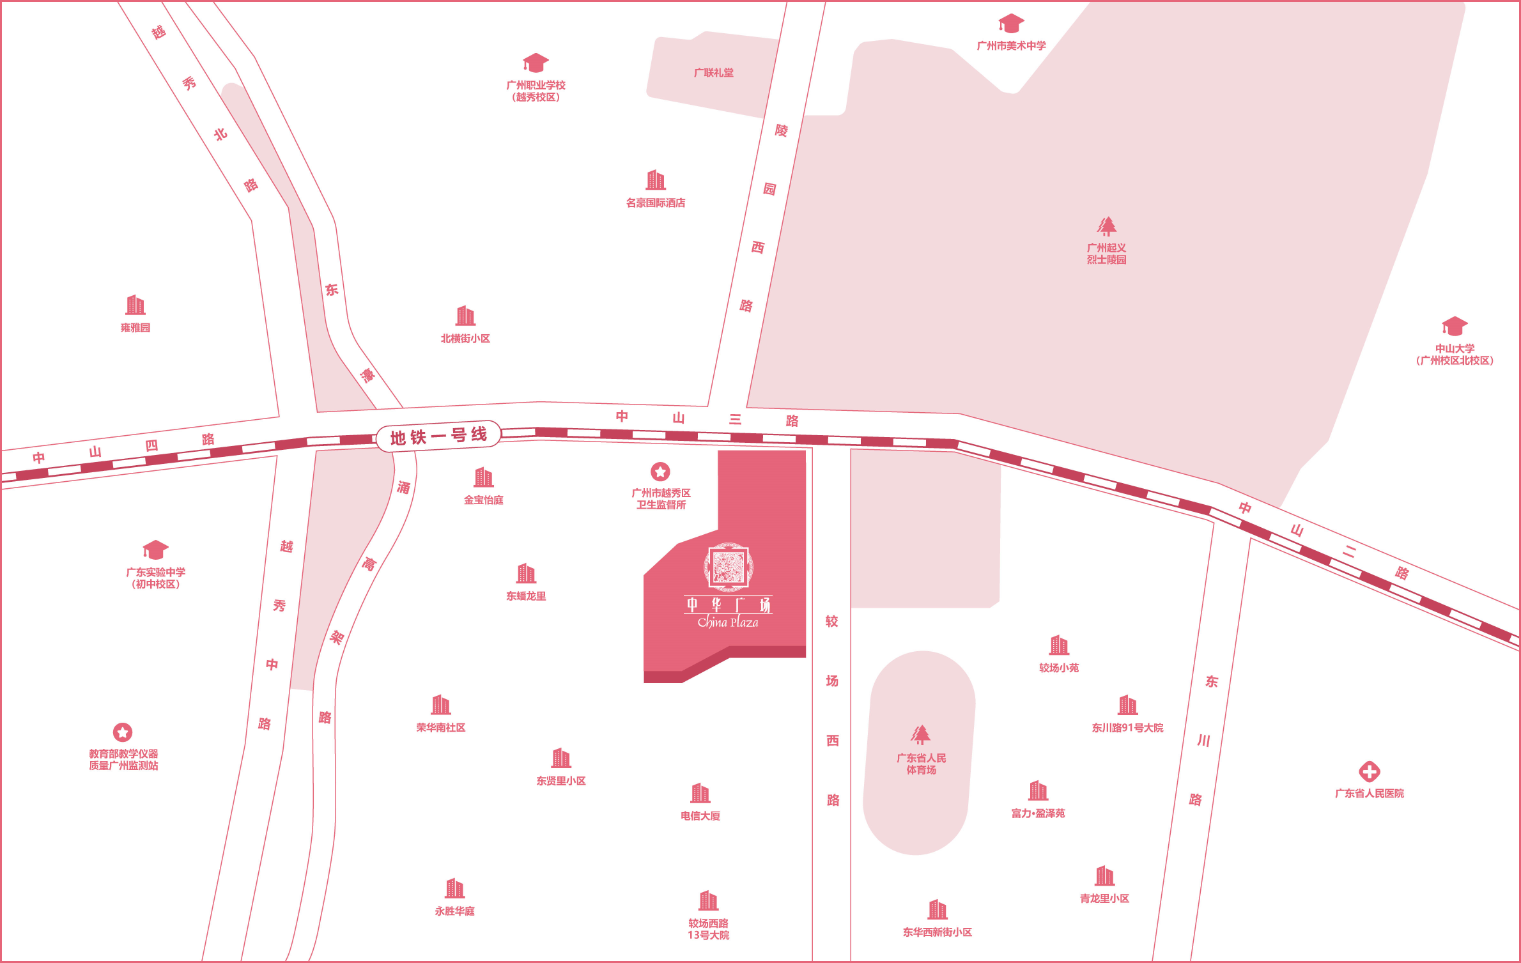 越秀北路
广州职业学校
（越秀校区）
广联礼堂
广州市美术中学
陵园西路
名豪国际酒店
广州起义
烈士陵园
雍雅园
北横街小区
中山大学
（广州校区北校区）
东濠涌高架路
中山四路
地铁一号线
中山三路
中山二路
金宝怡庭
广州市越秀区
卫生监督所
广东实验中学
（初中校区）
越秀中路
东蟠龙里
中华广场
China Plaza
较场西路
较场小苑
东川路
荣华南社区
东川路91号大院
教育部教学仪器
质量广州监测站
东贤里小区
广东省人民
体育场
电信大厦
富力·盈泽苑
广东省人民医院
永胜华庭
较场西路
13号大院
青龙里小区
东华西新街小区